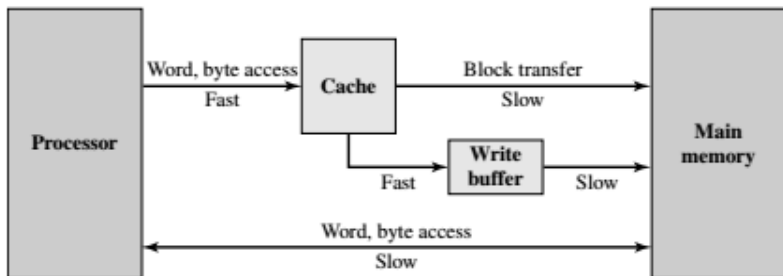 Word, byte access
Fast
Cache
Block transfer
Slow
Processor
Main
memory
Fast
Write
buffer
Slow
Word, byte access
Slow